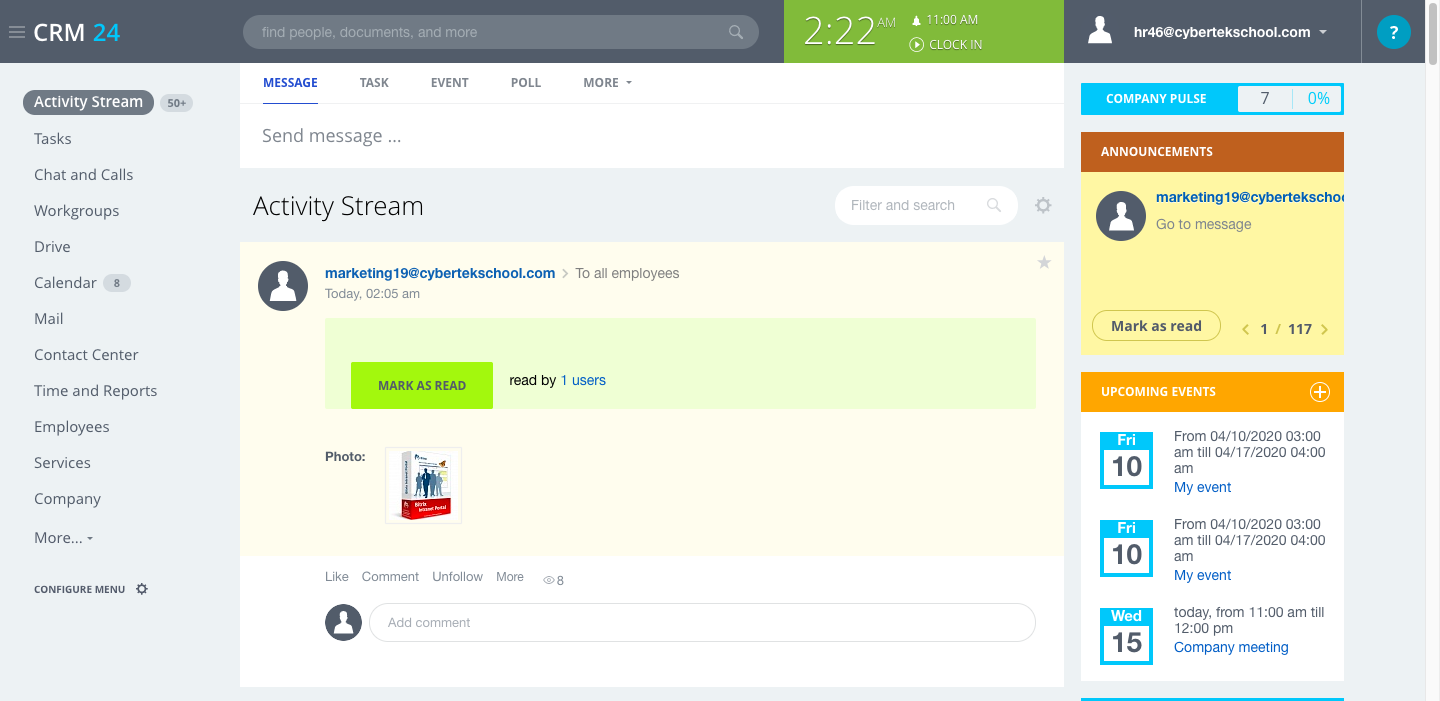 CRM 24
find people, documents, and more
2:22 AM
11:00 AM
CLOCK IN
hr46@cybertekschool.com
?
Activity Stream 50+
Tasks
Chat and Calls
Workgroups
Drive
Calendar 8
Mail
Contact Center
Time and Reports
Employees
Services
Company
More...
CONFIGURE MENU
MESSAGE TASK EVENT POLL MORE
Send message ...
Activity Stream
Filter and search
marketing19@cybertekschool.com To all employees
Today, 02:05 am
MARK AS READ read by 1 users
Photo:
Bitrix
Intranet Portal
Like Comment Unfollow More 8
Add comment
COMPANY PULSE 7 0%
ANNOUNCEMENTS
marketing19@cybertekschoo
Go to message
Mark as read 1 / 117
UPCOMING EVENTS
Fri
10
From 04/10/2020 03:00
am till 04/17/2020 04:00
am
My event
Fri
10
From 04/10/2020 03:00
am till 04/17/2020 04:00
am
My event
Wed
15
today, from 11:00 am till
12:00 pm
Company meeting